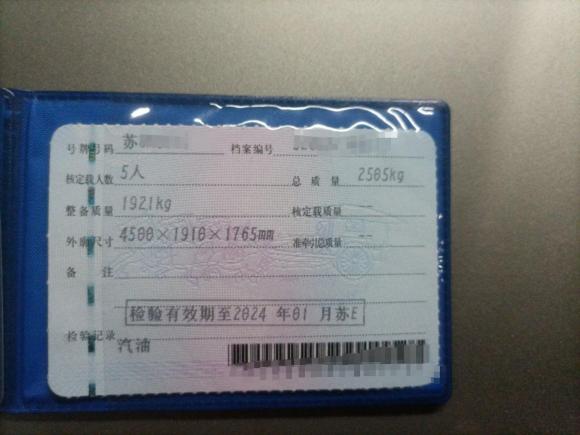 号牌号码 苏 档案编号
核定载人数 5人 总质量 2585kg
整备质量 1921kg 核定载质量 --
外廓尺寸 4500×1910×1765mm 准牵引总质量 --
备注
检验有效期至2024 年01 月苏E
检验记录
汽油